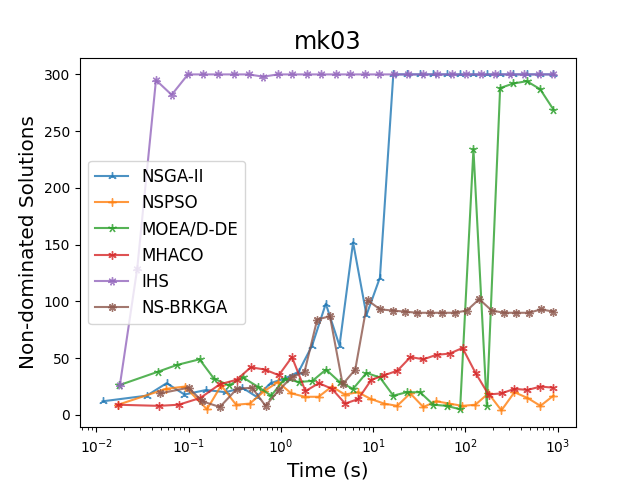 mk03
Non-dominated Solutions
300
250
200
150
100
50
0
NSGA-II
NSPSO
MOEA/D-DE
MHACO
IHS
NS-BRKGA
10⁻² 10⁻¹ 10⁰ 10¹ 10² 10³
Time (s)